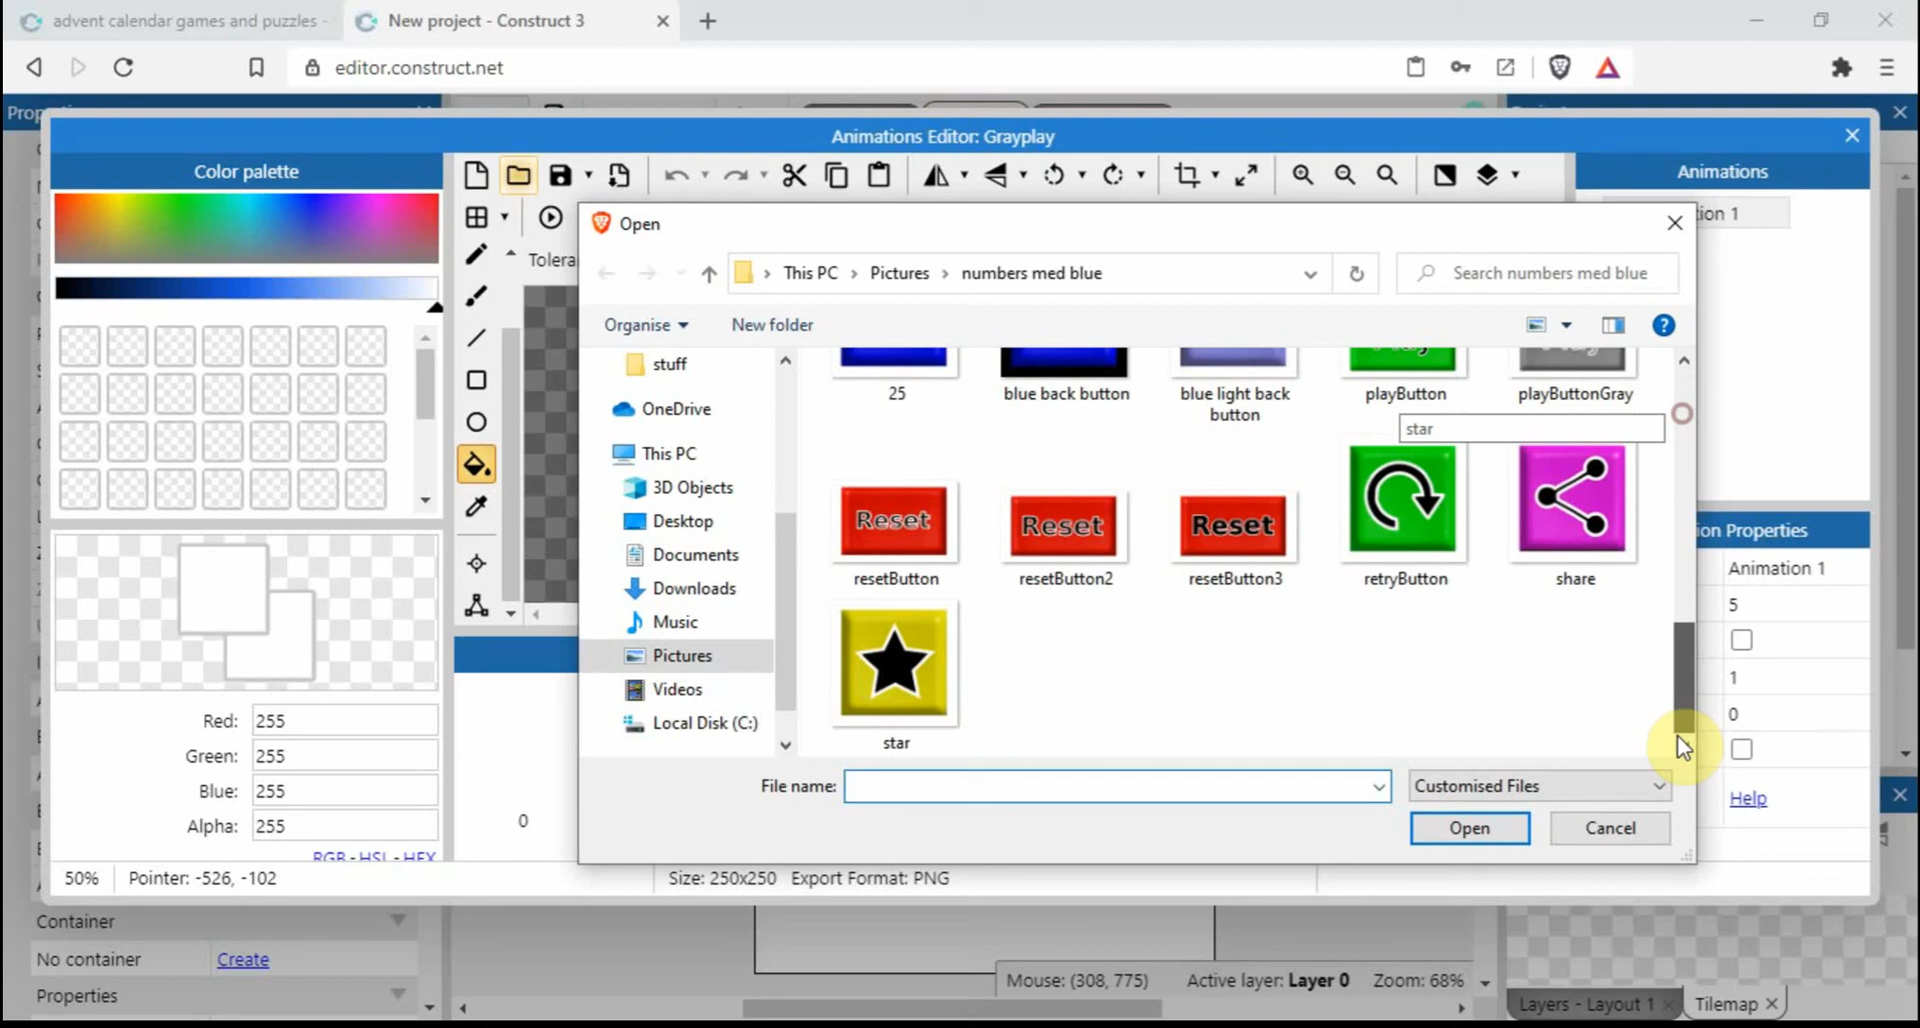 advent calendar games and puzzles -
New project - Construct 3
editor.construct.net
Animations Editor: Grayplay
Color palette
Animations
Open
This PC
Pictures
numbers med blue
Search numbers med blue
Organise
New folder
stuff
OneDrive
This PC
3D Objects
Desktop
Documents
Downloads
Music
Pictures
Videos
Local Disk (C:)
25
blue back button
blue light back
button
playButton
playButtonGray
star
Reset
Reset
Reset
resetButton
resetButton2
resetButton3
retryButton
share
star
File name:
Customised Files
Open
Cancel
Animation 1
5
1
0
Help
Red:
255
Green:
255
Blue:
255
Alpha:
255
RGB - HSL - HEX
0
50%
Pointer: -526, -102
Size: 250x250
Export Format: PNG
Container
No container
Create
Properties
Mouse: (308, 775)
Active layer: Layer 0
Zoom: 68%
Layers - Layout 1
Tilemap